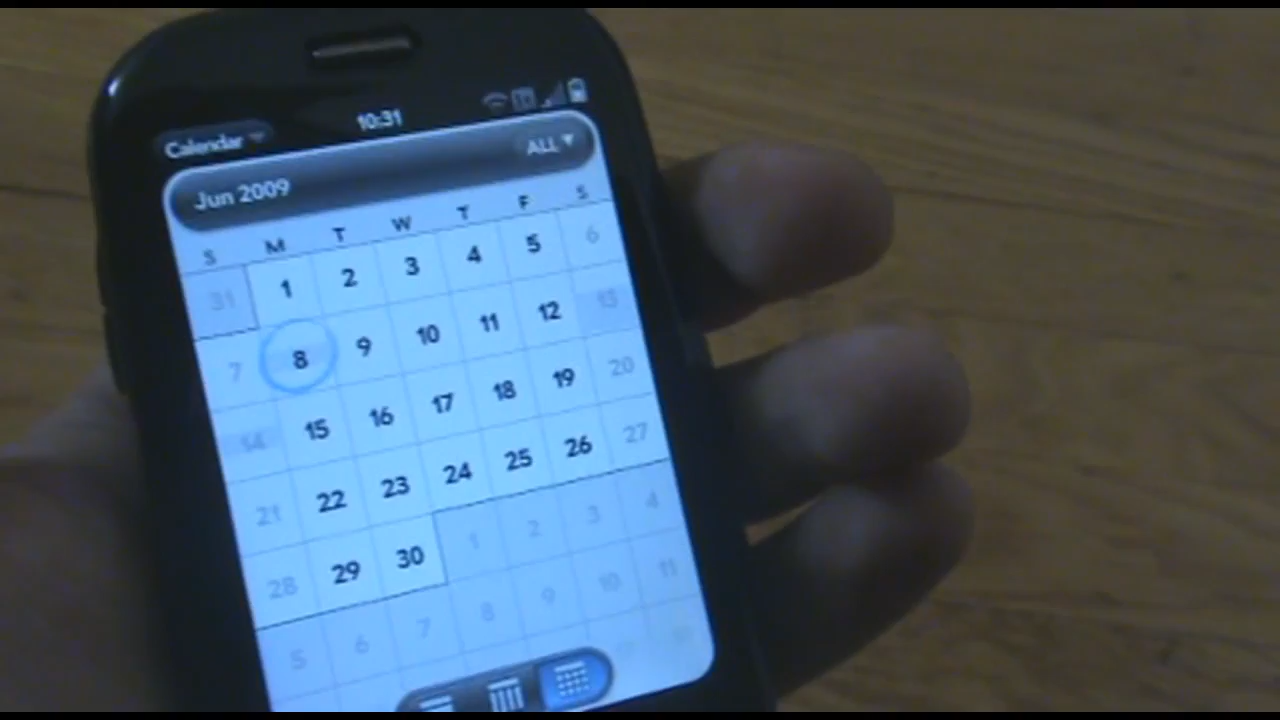 10:31
Calendar
ALL
Jun 2009
S M T W T F S
31 1 2 3 4 5 6
7 8 9 10 11 12 13
14 15 16 17 18 19 20
21 22 23 24 25 26 27
28 29 30 1 2 3 4
5 6 7 8 9 10 11